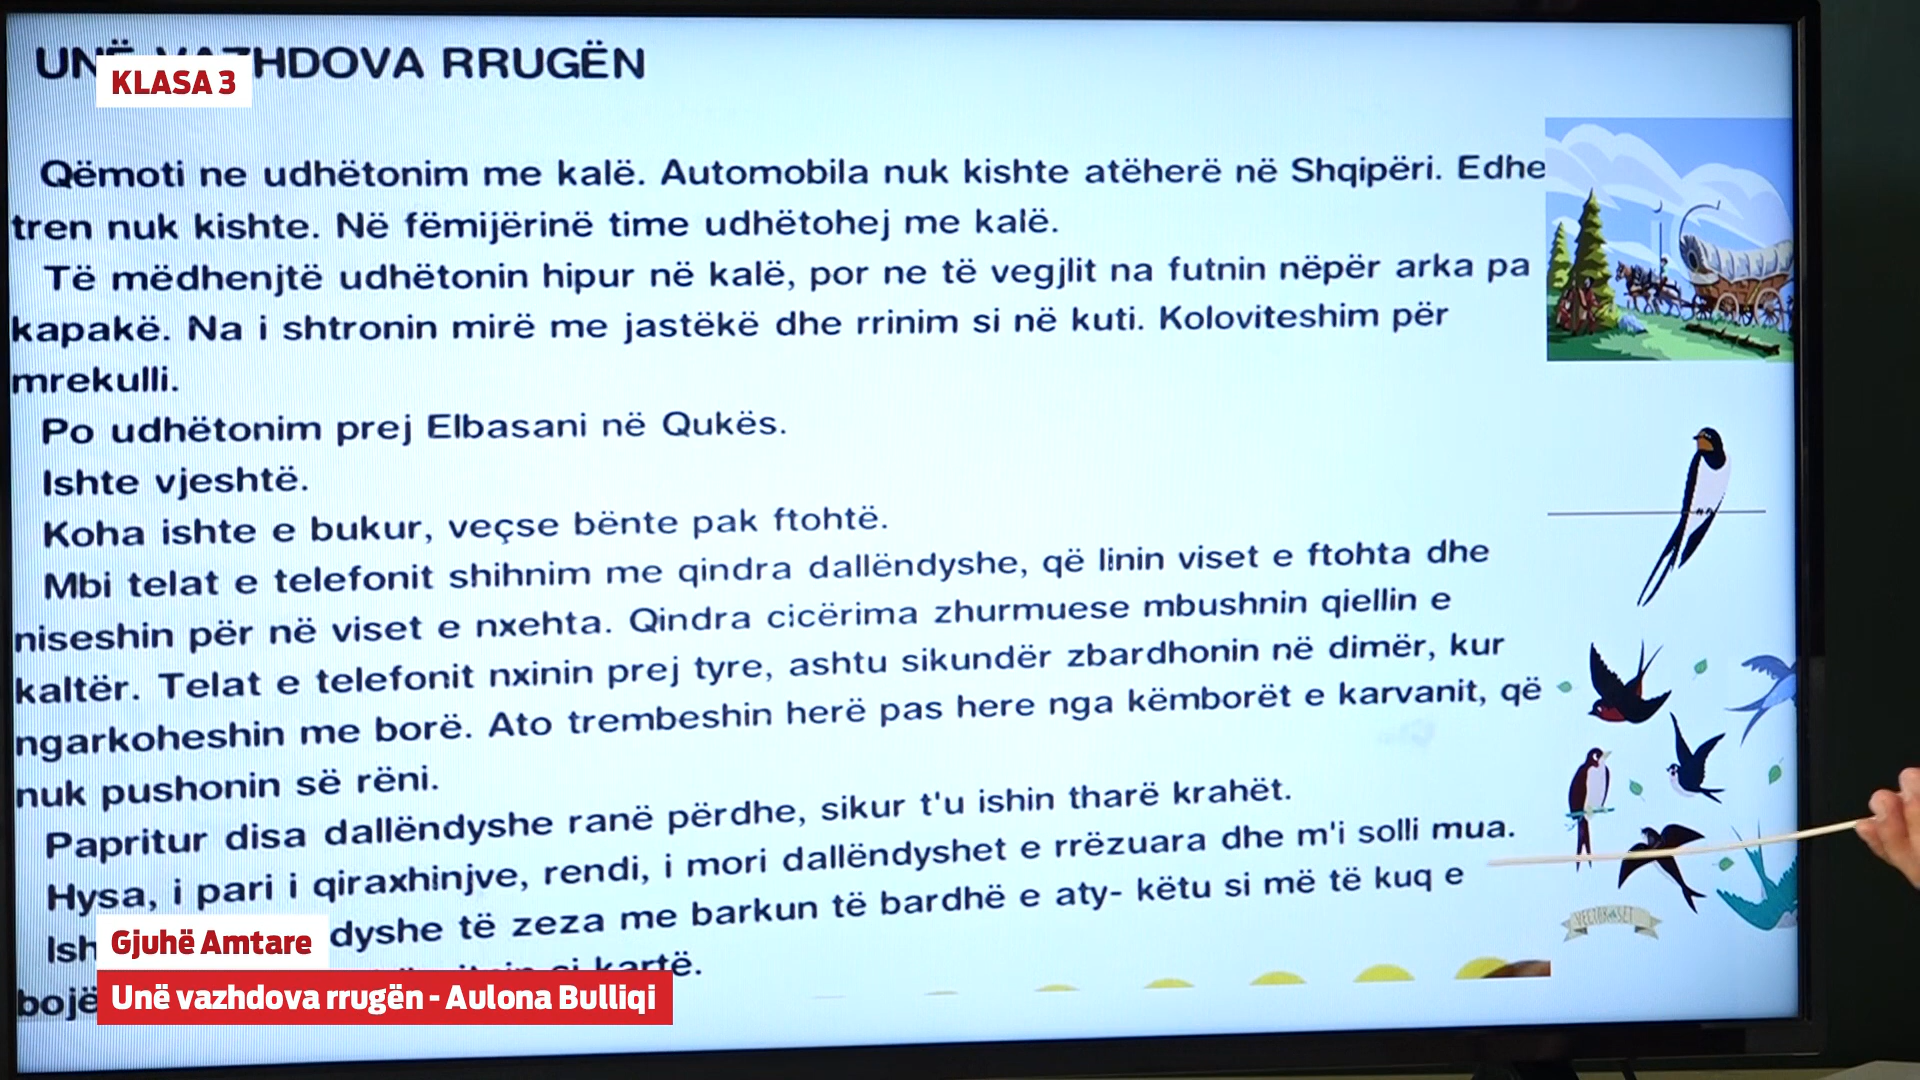 UNË VAZHDOVA RRUGËN
KLASA 3
Qëmoti ne udhëtonim me kalë. Automobila nuk kishte atëherë në Shqipëri. Edhe
tren nuk kishte. Në fëmijërinë time udhëtohej me kalë.
Të mëdhenjtë udhëtonin hipur në kalë, por ne të vegjlit na futnin nëpër arka pa
kapakë. Na i shtronin mirë me jastëkë dhe rrinim si në kuti. Koloviteshim për
mrekulli.
Po udhëtonim prej Elbasani në Qukës.
Ishte vjeshtë.
Koha ishte e bukur, veçse bënte pak ftohtë.
Mbi telat e telefonit shihnim me qindra dallëndyshe, që linin viset e ftohta dhe
niseshin për në viset e nxehta. Qindra cicërima zhurmuese mbushnin qiellin e
kaltër. Telat e telefonit nxinin prej tyre, ashtu sikundër zbardhonin në dimër, kur
ngarkoheshin me borë. Ato trembeshin herë pas here nga këmborët e karvanit, që
nuk pushonin së rëni.
Papritur disa dallëndyshe ranë përdhe, sikur t'u ishin tharë krahët.
Hysa, i pari i qiraxhinjve, rendi, i mori dallëndyshet e rrëzuara dhe m'i solli mua.
Ish dyshe të zeza me barkun të bardhë e aty- këtu si më të kuq e
bojë si kartë.
VECTOR SET
Gjuhë Amtare
Unë vazhdova rrugën - Aulona Bulliqi